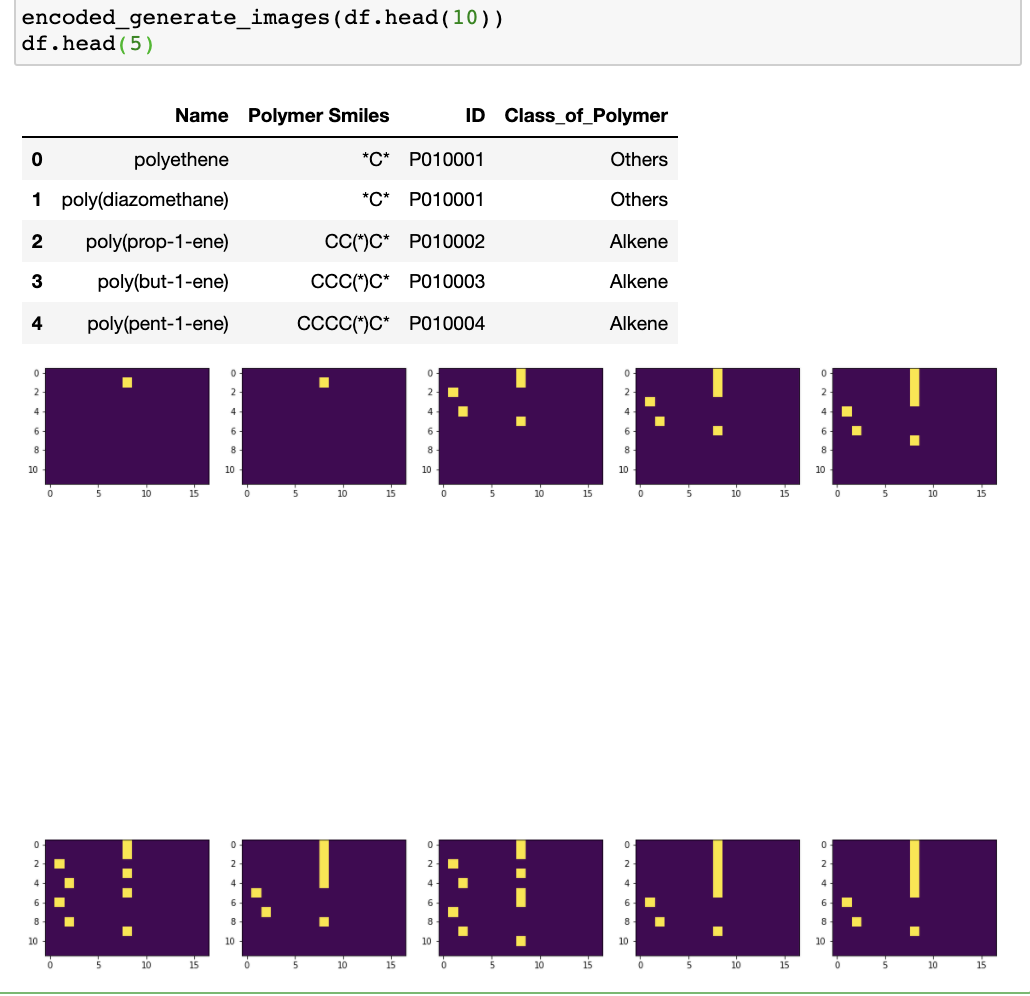 encoded_generate_images(df.head(10))
df.head(5)
Name Polymer Smiles ID Class_of_Polymer
0 polyethene *C* P010001 Others
1 poly(diazomethane) *C* P010001 Others
2 poly(prop-1-ene) CC(*)C* P010002 Alkene
3 poly(but-1-ene) CCC(*)C* P010003 Alkene
4 poly(pent-1-ene) CCCC(*)C* P010004 Alkene
0 0 0 0 0
2 2 2 2 2
4 4 4 4 4
6 6 6 6 6
8 8 8 8 8
10 10 10 10 10
0 5 10 15 0 5 10 15 0 5 10 15 0 5 10 15 0 5 10 15
0 0 0 0 0
2 2 2 2 2
4 4 4 4 4
6 6 6 6 6
8 8 8 8 8
10 10 10 10 10
0 5 10 15 0 5 10 15 0 5 10 15 0 5 10 15 0 5 10 15